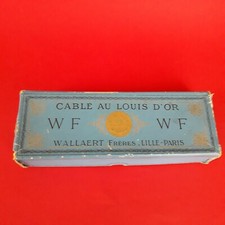 CABLE AU LOUIS D'OR
WF WF
WALLAERT FRÈRES, LILLE-PARIS